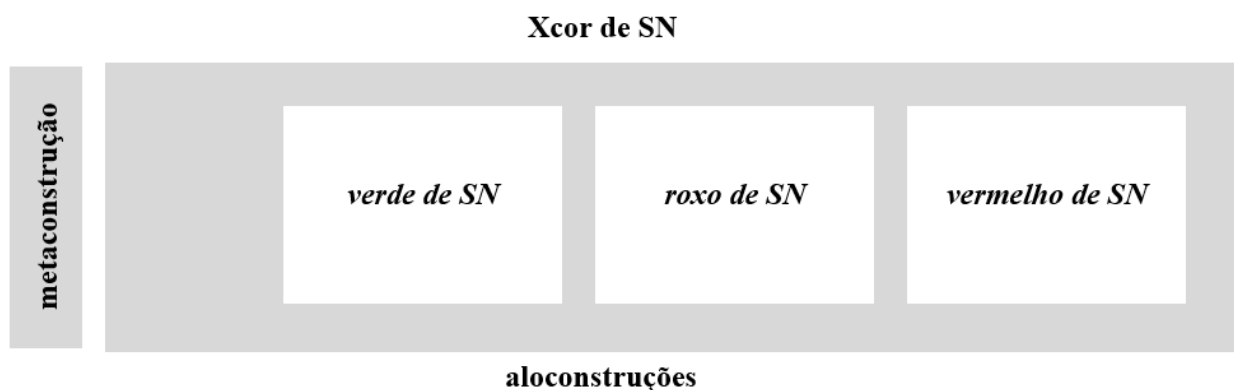 Xcor de SN
metaconstrução
verde de SN
roxo de SN
vermelho de SN
aloconstruções